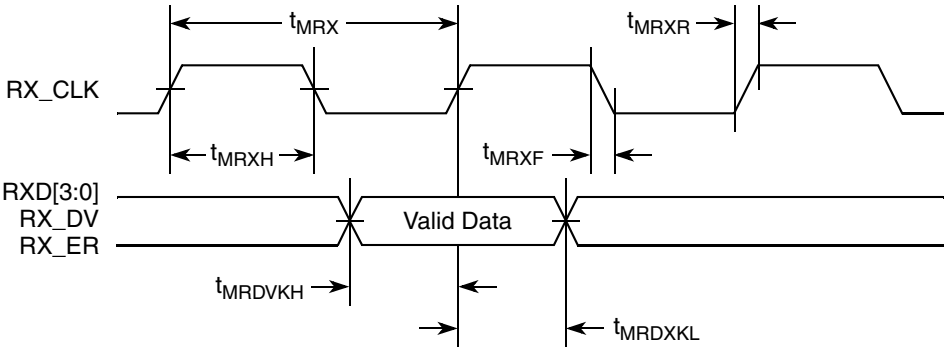 tMRX
tMRXR
RX_CLK
tMRXH
tMRXF
RXD[3:0]
RX_DV
Valid Data
RX_ER
tMRDVKH
tMRDXKL